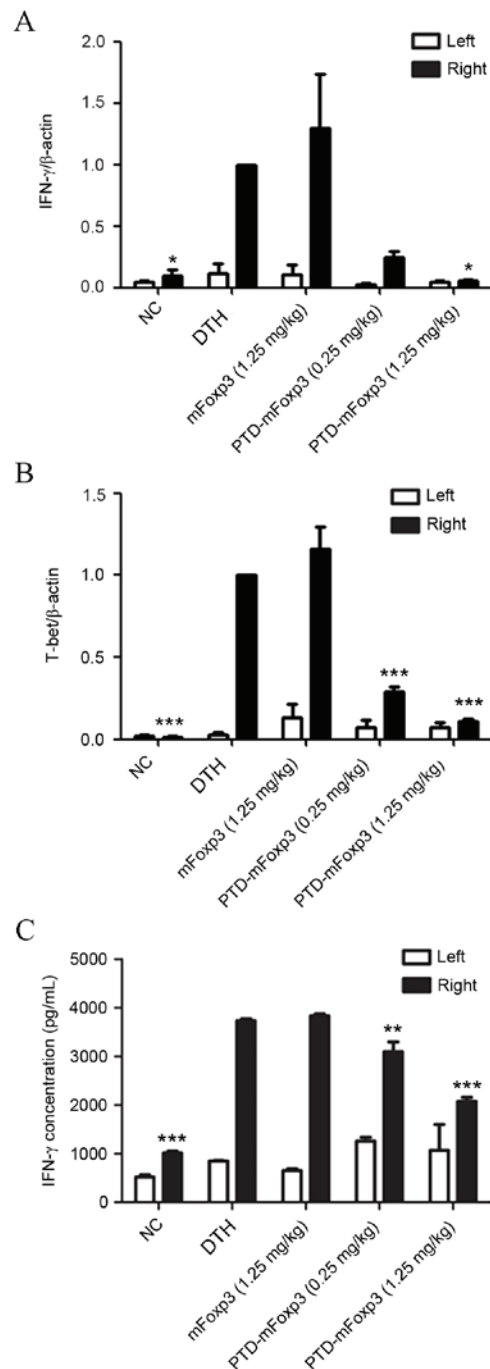 A
Left
Right
IFN-γ/β-actin
2.0
1.5
1.0
0.5
0.0
*
*
NC
DTH
mFoxp3 (1.25 mg/kg)
PTD-mFoxp3 (0.25 mg/kg)
PTD-mFoxp3 (1.25 mg/kg)
B
Left
Right
T-bet/β-actin
1.5
1.0
0.5
0.0
***
***
***
NC
DTH
mFoxp3 (1.25 mg/kg)
PTD-mFoxp3 (0.25 mg/kg)
PTD-mFoxp3 (1.25 mg/kg)
C
Left
Right
IFN-γ concentration (pg/mL)
5000
4000
3000
2000
1000
0
***
**
***
NC
DTH
mFoxp3 (1.25 mg/kg)
PTD-mFoxp3 (0.25 mg/kg)
PTD-mFoxp3 (1.25 mg/kg)